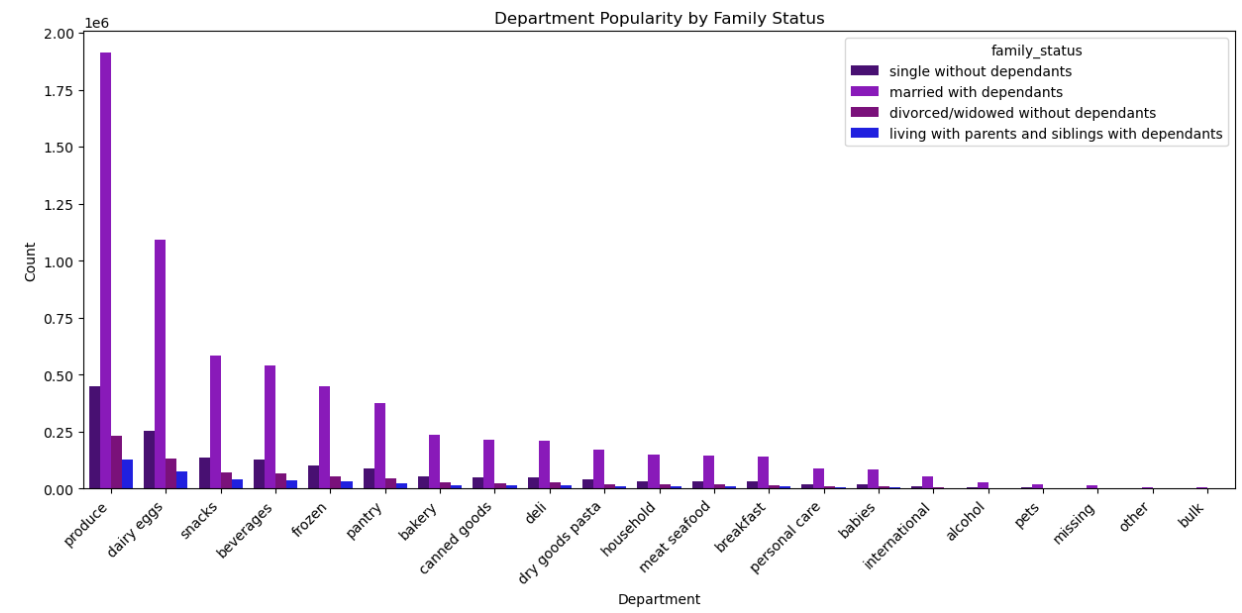 Department Popularity by Family Status
1e6
2.00
1.75
1.50
1.25
1.00
0.75
0.50
0.25
0.00
Count
family_status
single without dependants
married with dependants
divorced/widowed without dependants
living with parents and siblings with dependants
produce
dairy eggs
snacks
beverages
frozen
pantry
bakery
canned goods
deli
dry goods pasta
household
meat seafood
breakfast
personal care
babies
international
alcohol
pets
missing
other
bulk
Department